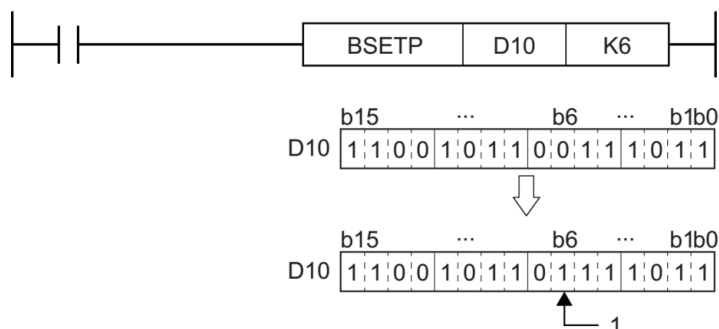 BSETP D10 K6
b15 ... b6 ... b1b0
D10 1 1 0 0 1 0 1 1 0 0 1 1 1 0 1 1
b15 ... b6 ... b1b0
D10 1 1 0 0 1 0 1 1 0 1 1 1 1 0 1 1
1